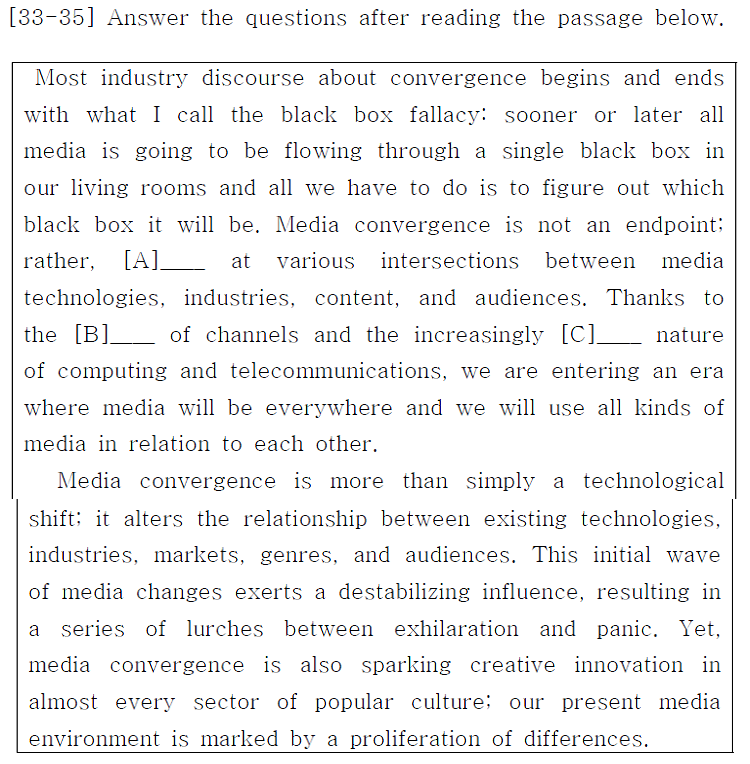 [33-35] Answer the questions after reading the passage below.
Most industry discourse about convergence begins and ends
with what I call the black box fallacy: sooner or later all
media is going to be flowing through a single black box in
our living rooms and all we have to do is to figure out which
black box it will be. Media convergence is not an endpoint;
rather, [A]____ at various intersections between media
technologies, industries, content, and audiences. Thanks to
the [B]____ of channels and the increasingly [C]____ nature
of computing and telecommunications, we are entering an era
where media will be everywhere and we will use all kinds of
media in relation to each other.
Media convergence is more than simply a technological
shift; it alters the relationship between existing technologies,
industries, markets, genres, and audiences. This initial wave
of media changes exerts a destabilizing influence, resulting in
a series of lurches between exhilaration and panic. Yet,
media convergence is also sparking creative innovation in
almost every sector of popular culture; our present media
environment is marked by a proliferation of differences.